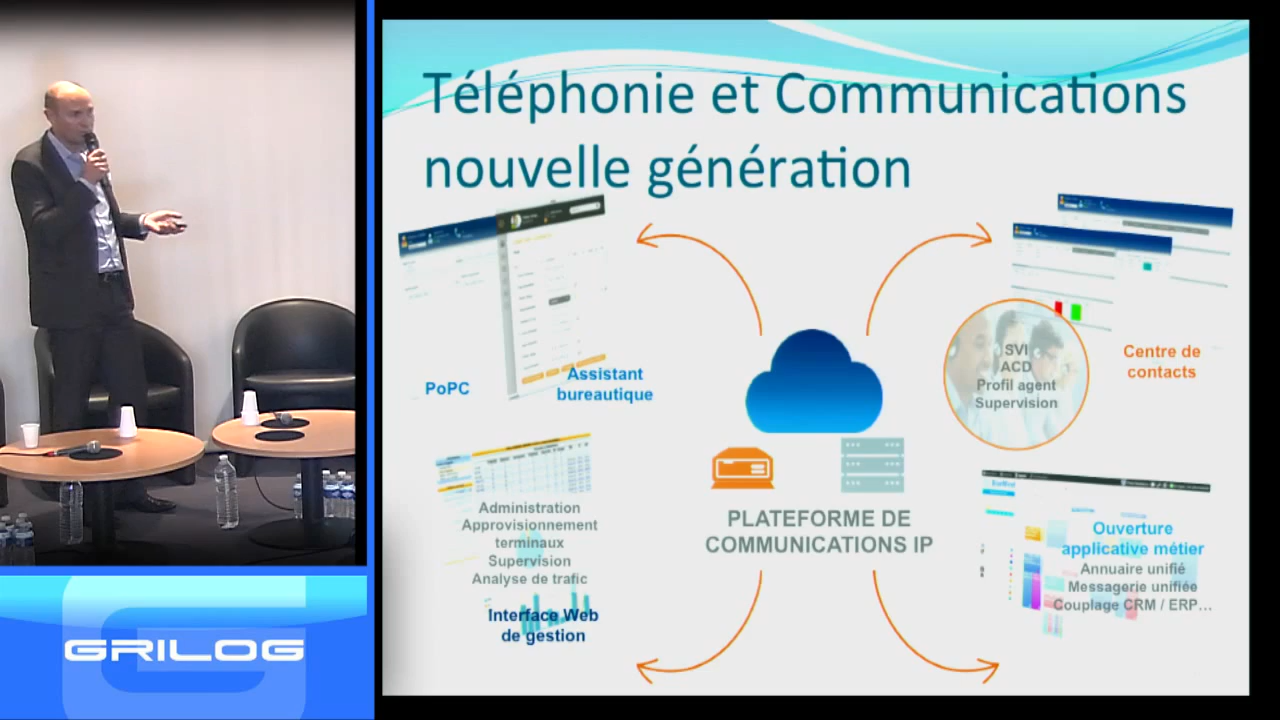 Téléphonie et Communications
nouvelle génération
PoPC
Assistant
bureautique
SVI
ACD
Profil agent
Supervision
Centre de
contacts
Administration
Approvisionnement
terminaux
Supervision
Analyse de trafic
Interface Web
de gestion
PLATEFORME DE
COMMUNICATIONS IP
Ouverture
applicative métier
Annuaire unifié
Messagerie unifiée
Couplage CRM / ERP...
GRILOG